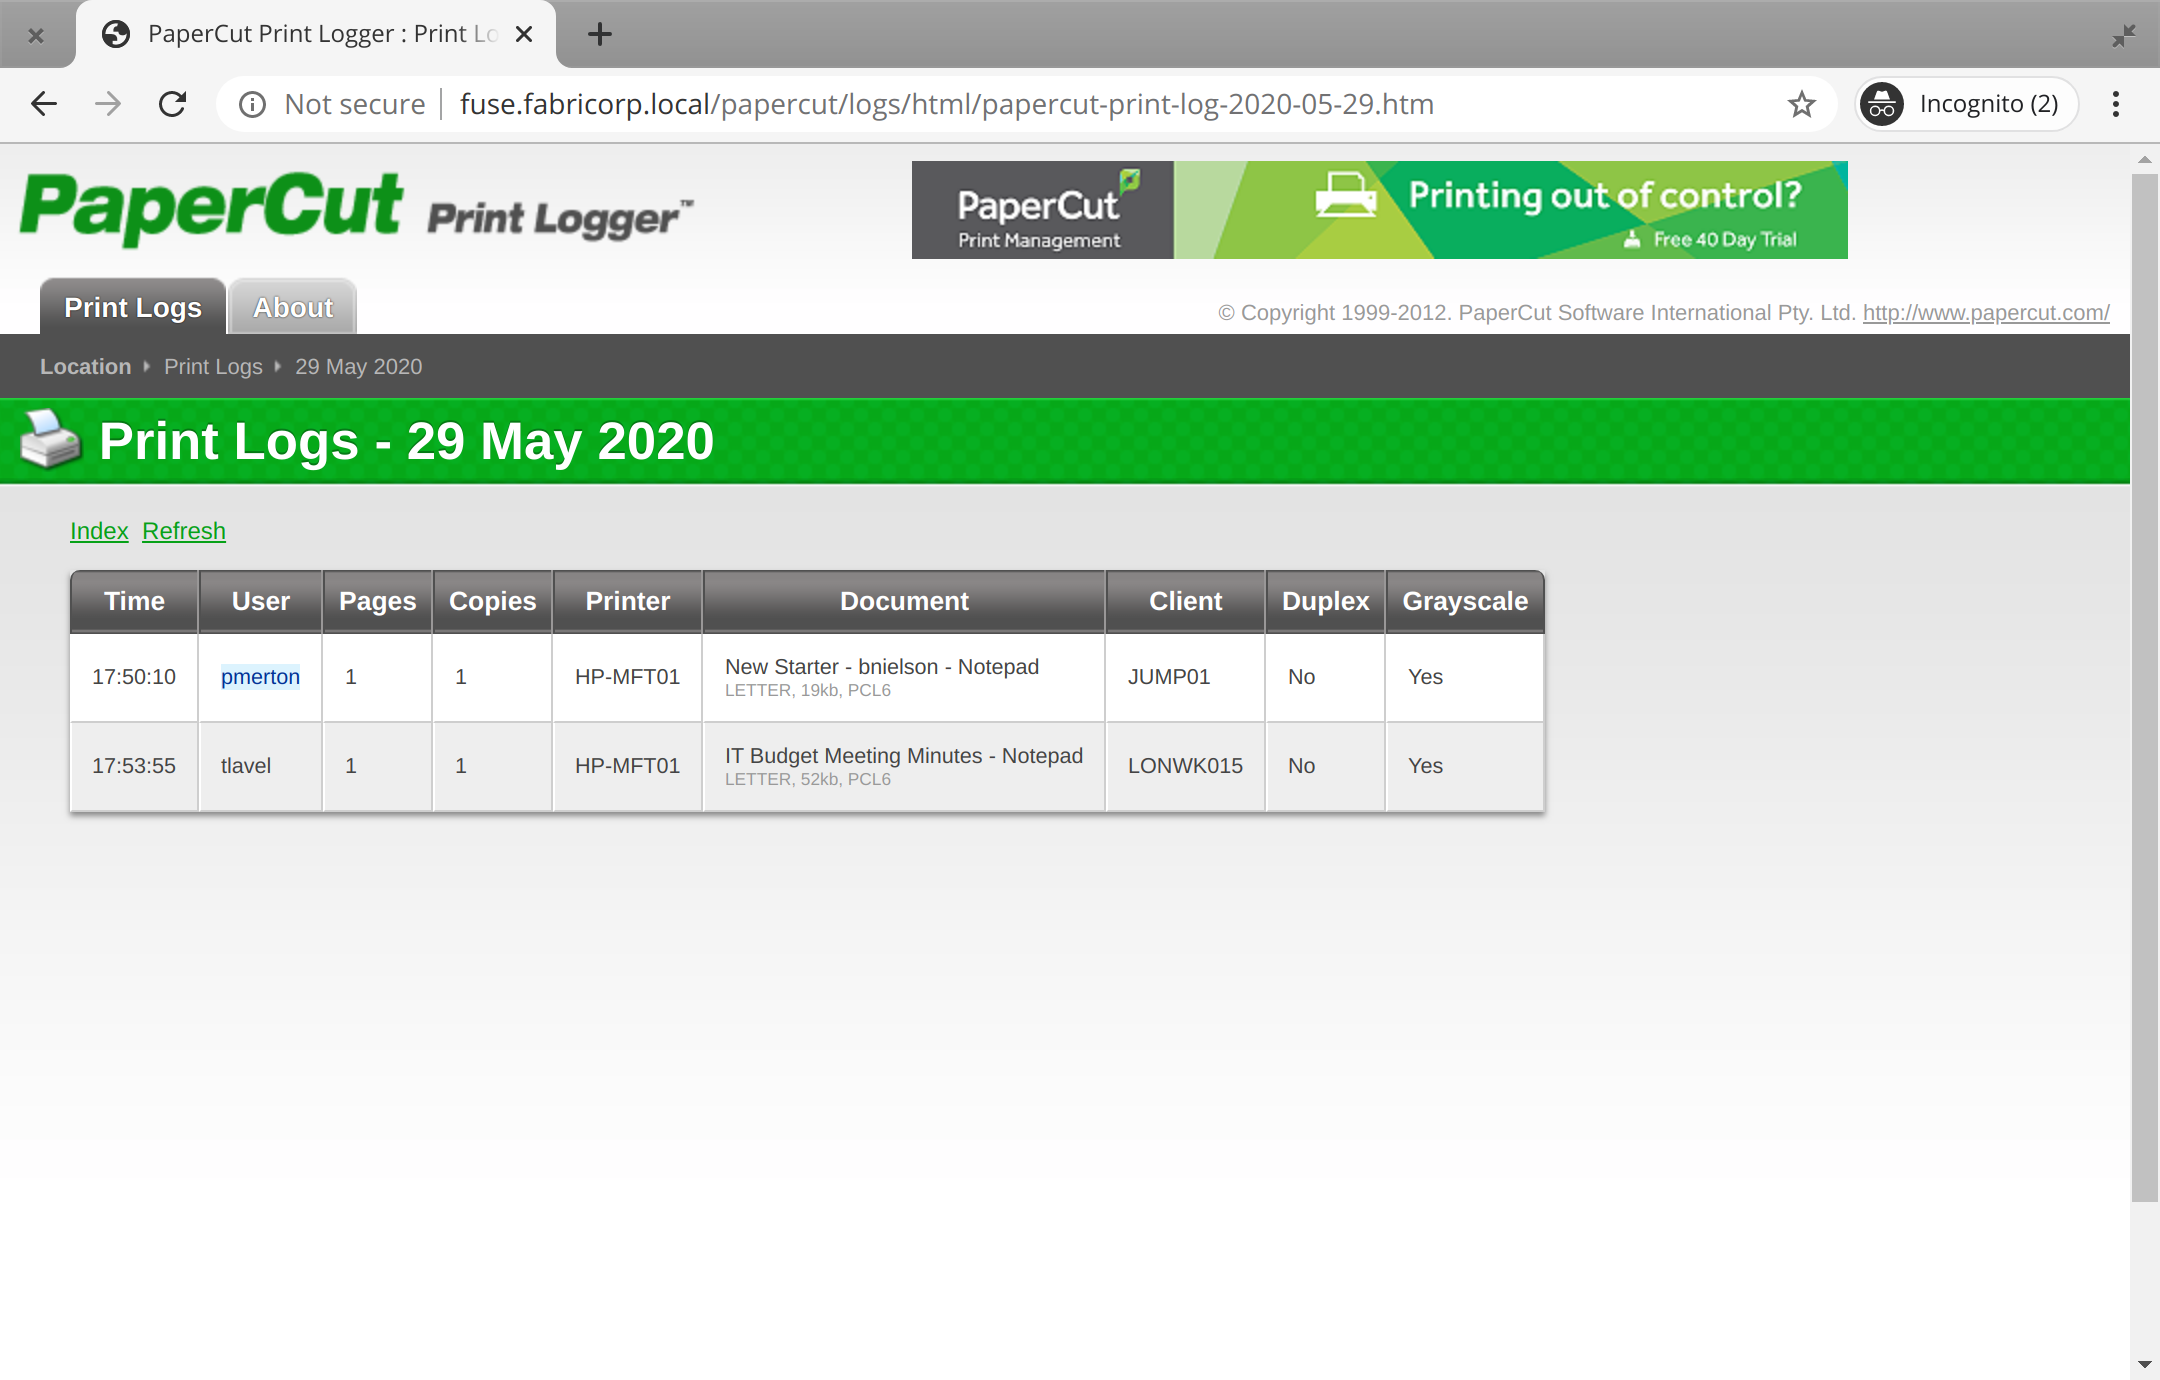 PaperCut Print Logger : Print Lo
Not secure fuse.fabricorp.local/papercut/logs/html/papercut-print-log-2020-05-29.htm Incognito (2)
PaperCut Print Logger™
PaperCut
Print Management
Printing out of control?
Free 40 Day Trial
Print Logs About
© Copyright 1999-2012. PaperCut Software International Pty. Ltd. http://www.papercut.com/
Location Print Logs 29 May 2020
Print Logs - 29 May 2020
Index Refresh
Time User Pages Copies Printer Document Client Duplex Grayscale
17:50:10 pmerton 1 1 HP-MFT01 New Starter - bnielson - Notepad JUMP01 No Yes
LETTER, 19kb, PCL6
17:53:55 tlavel 1 1 HP-MFT01 IT Budget Meeting Minutes - Notepad LONWK015 No Yes
LETTER, 52kb, PCL6